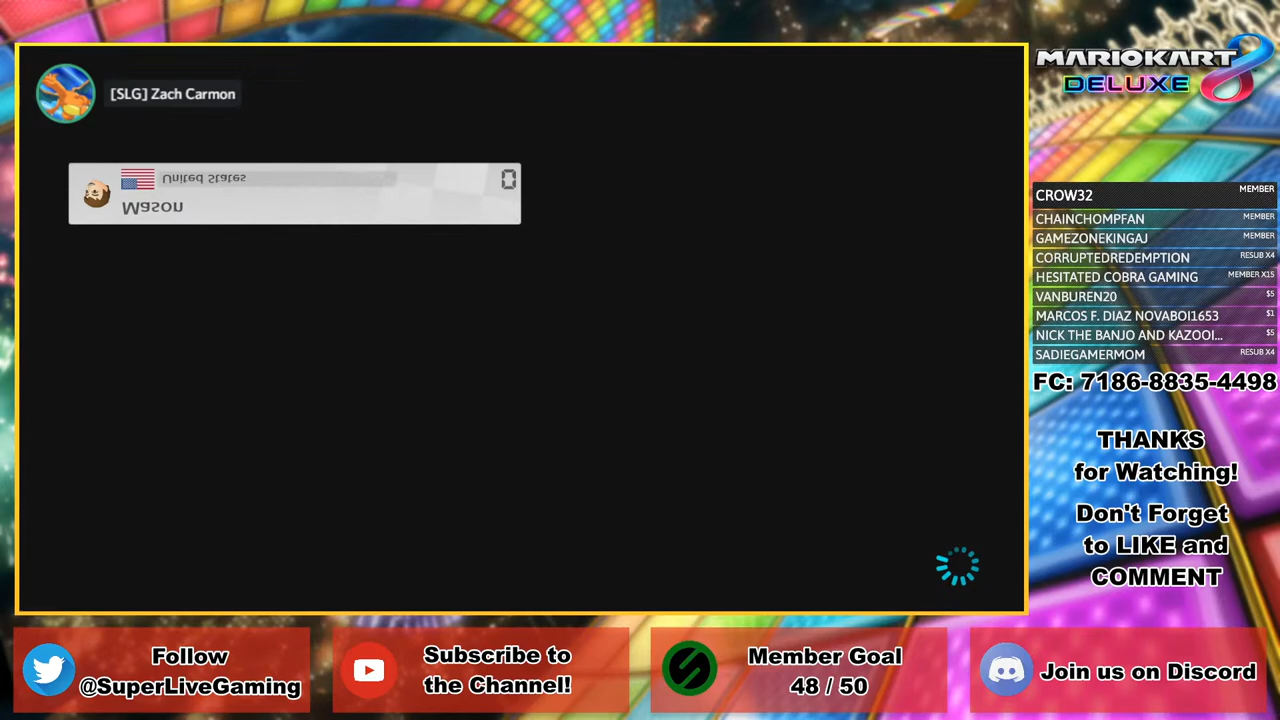 [SLG] Zach Carmon
United States
0
Mason
MARIOKART 8
DELUXE
CROW32 MEMBER
CHAINCHOMPFAN MEMBER
GAMEZONEKINGAJ MEMBER
CORRUPTEDREDEMPTION RESUB X4
HESITATED COBRA GAMING MEMBER X15
VANBUREN20 $5
MARCOS F. DIAZ NOVABOI1653 $1
NICK THE BANJO AND KAZOOI... $5
SADIEGAMERMOM RESUB X4
FC: 7186-8835-4498
THANKS
for Watching!
Don't Forget
to LIKE and
COMMENT
Follow
@SuperLiveGaming
Subscribe to
the Channel!
Member Goal
48 / 50
Join us on Discord